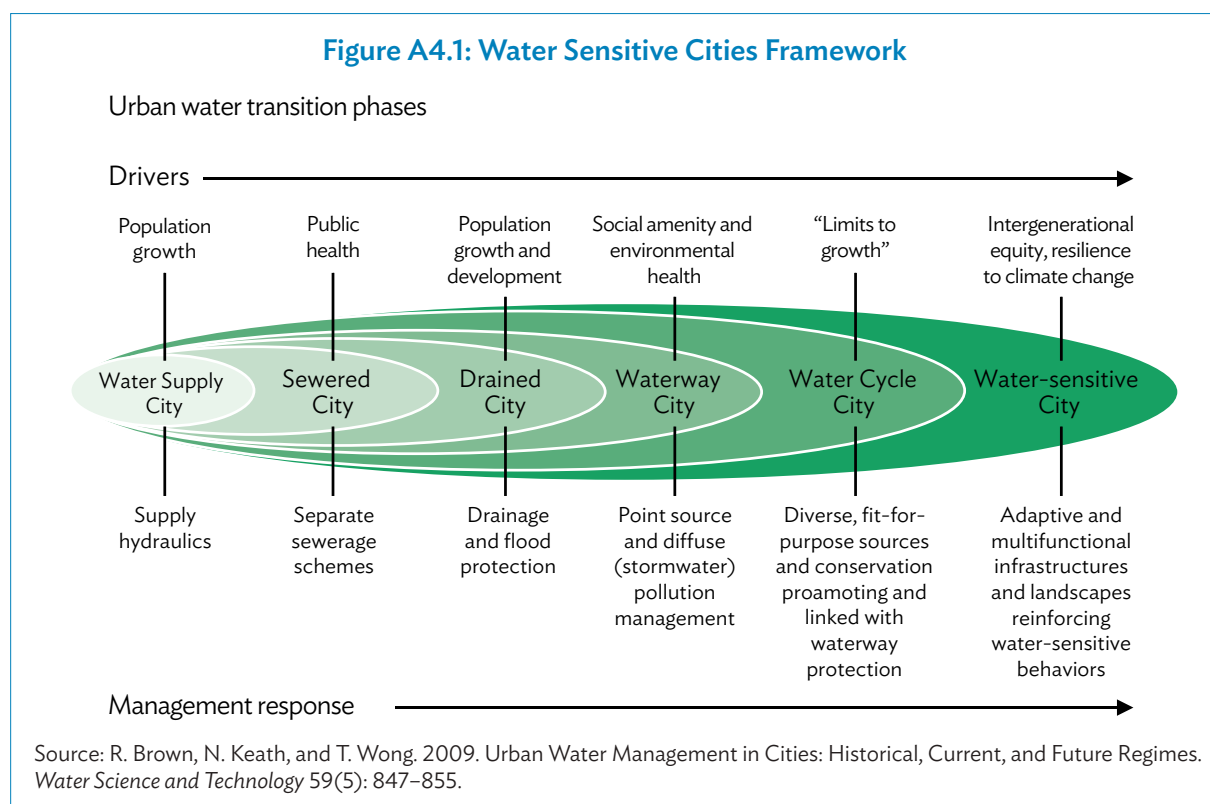 Figure A4.1: Water Sensitive Cities Framework
Urban water transition phases
Drivers
Population
growth
Public
health
Population
growth and
development
Social amenity and
environmental
health
“Limits to
growth”
Intergenerational
equity, resilience
to climate change
Water Supply
City
Sewered
City
Drained
City
Waterway
City
Water Cycle
City
Water-sensitive
City
Supply
hydraulics
Separate
sewerage
schemes
Drainage
and flood
protection
Point source
and diffuse
(stormwater)
pollution
management
Diverse, fit-for-
purpose sources
and conservation
proamoting and
linked with
waterway
protection
Adaptive and
multifunctional
infrastructures
and landscapes
reinforcing
water-sensitive
behaviors
Management response
Source: R. Brown, N. Keath, and T. Wong. 2009. Urban Water Management in Cities: Historical, Current, and Future Regimes.
Water Science and Technology 59(5): 847–855.